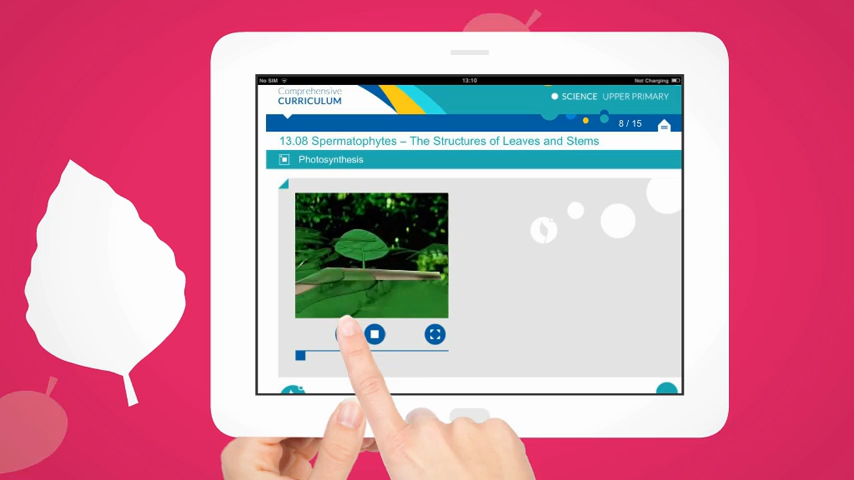 No SIM
13:10
Not Charging
Comprehensive
CURRICULUM
SCIENCE UPPER PRIMARY
8 / 15
13.08 Spermatophytes – The Structures of Leaves and Stems
Photosynthesis